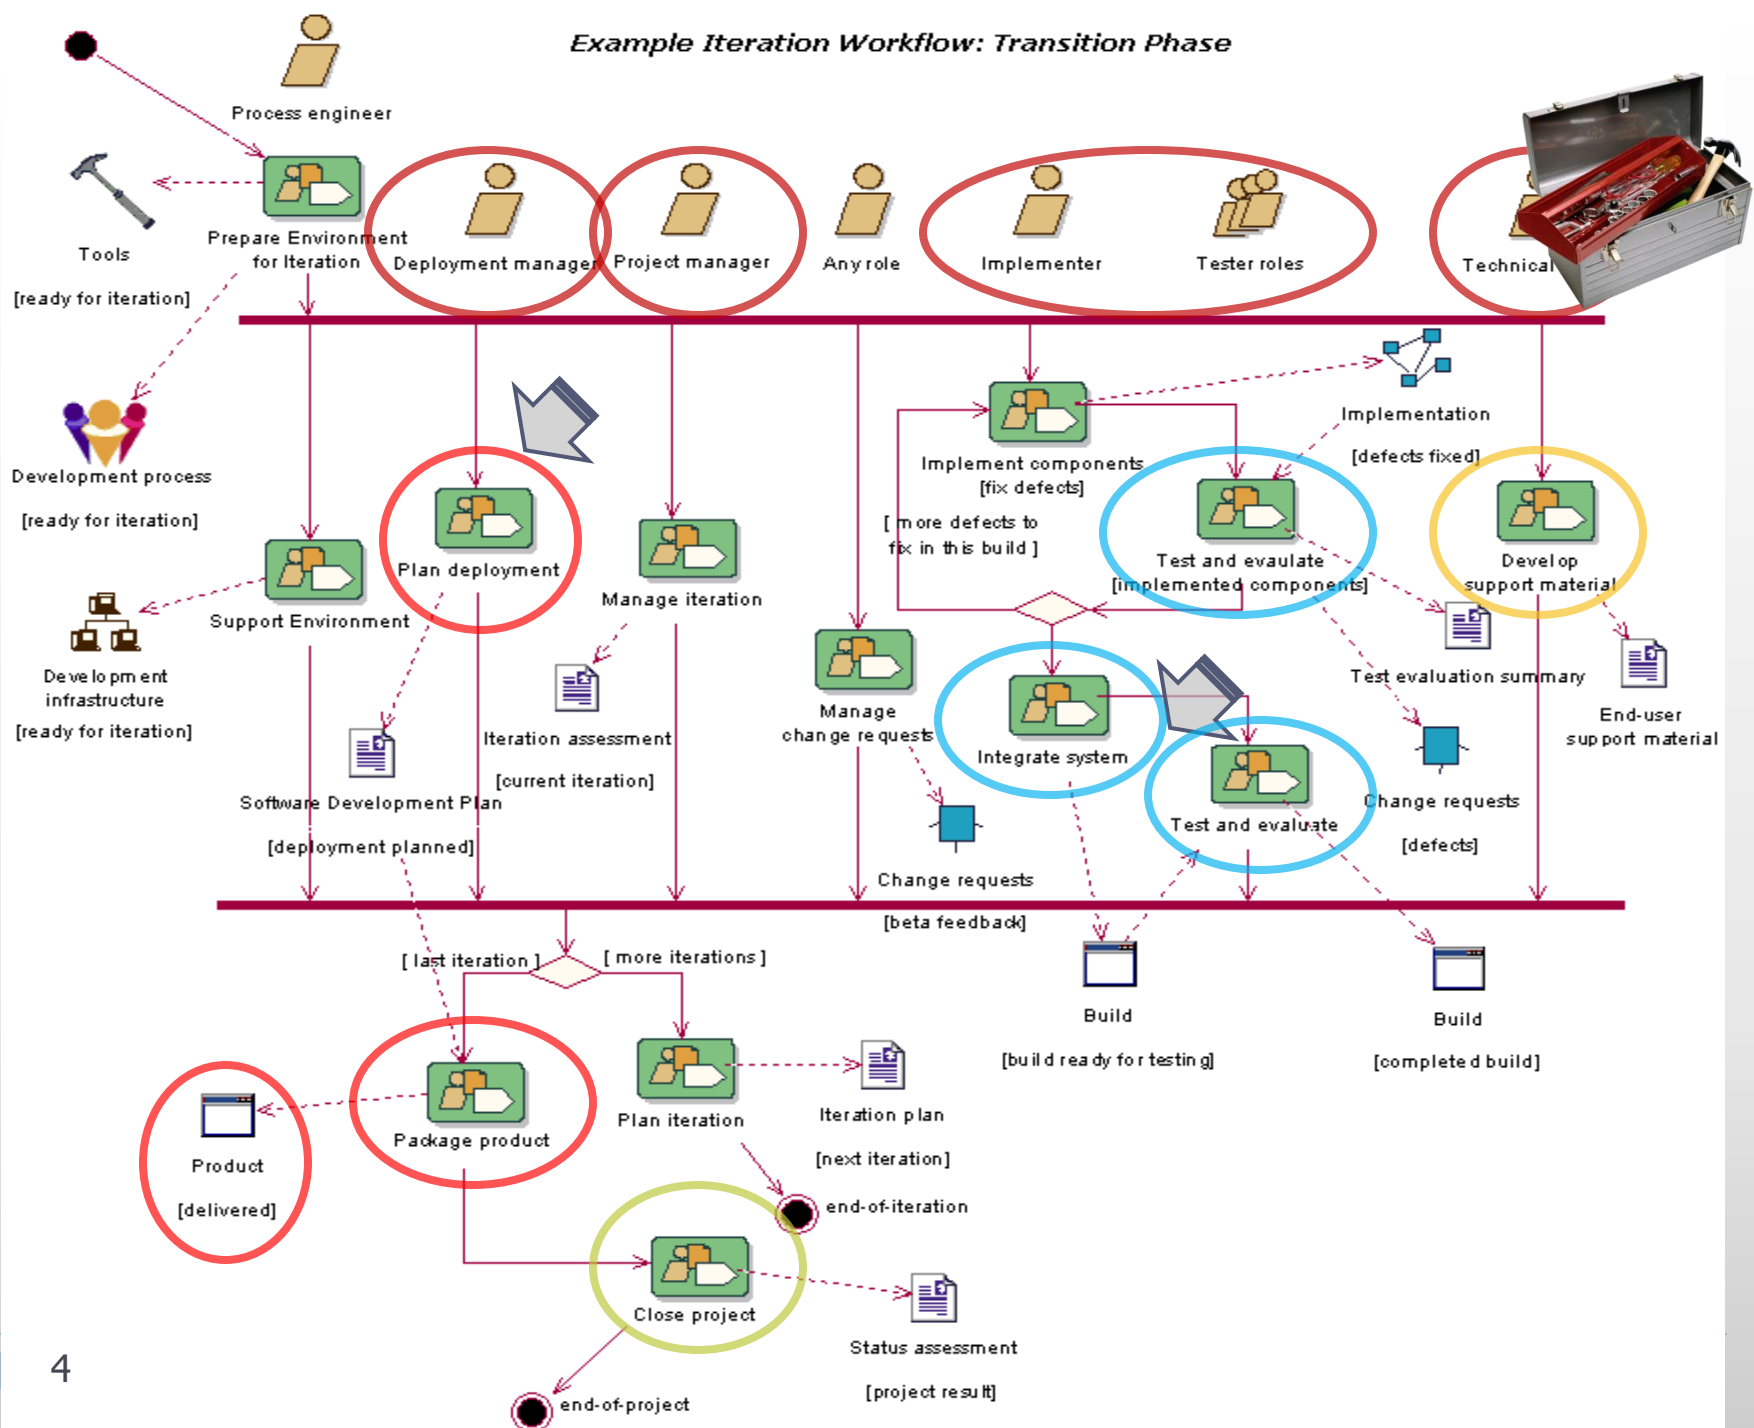 Example Iteration Workflow: Transition Phase
Process engineer
Tools
[ready for iteration]
Prepare Environment
for Iteration
Deployment manager
Project manager
Any role
Implementer
Tester roles
Technical
Development process
[ready for iteration]
Implementation
[defects fixed]
Implement components
[fix defects]
[ more defects to
fix in this build ]
Plan deployment
Manage iteration
Test and evaulate
[implemented components]
Develop
support material
Support Environment
Development
infrastructure
[ready for iteration]
Test evaluation summary
End-user
support material
Manage
change requests
Iteration assessment
[current iteration]
Integrate system
Software Development Plan
[deployment planned]
Test and evaluate
Change requests
[defects]
Change requests
[beta feedback]
[ last iteration ]
[ more iterations ]
Build
[build ready for testing]
Build
[completed build]
Product
[delivered]
Package product
Plan iteration
Iteration plan
[next iteration]
end-of-iteration
Close project
Status assessment
[project result]
end-of-project
4